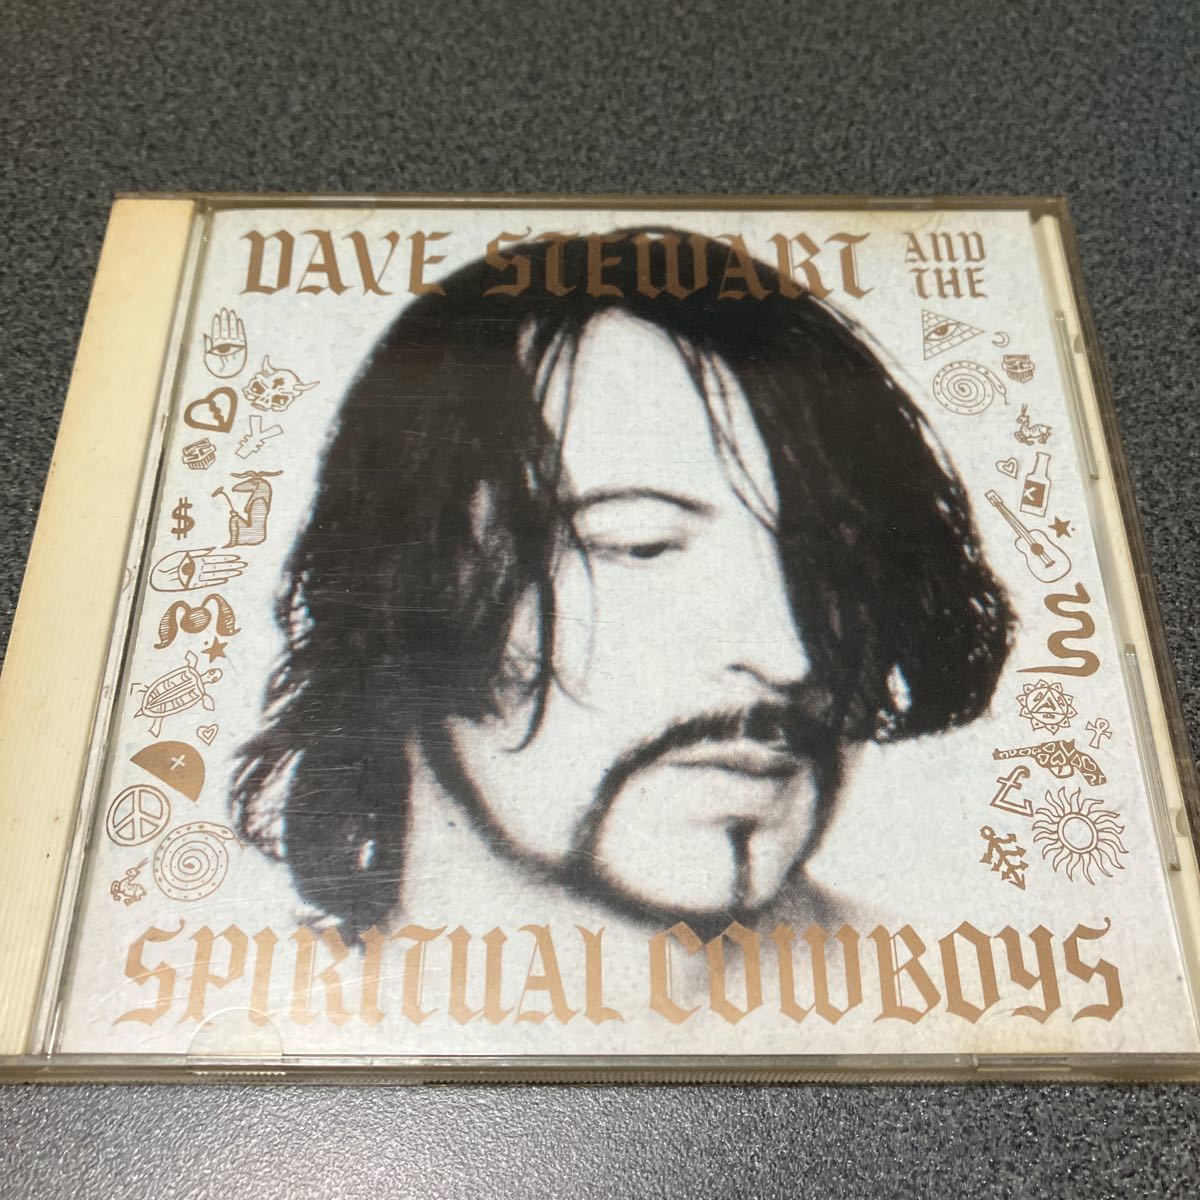 DAVE STEWART AND THE
SPIRITUAL COWBOYS